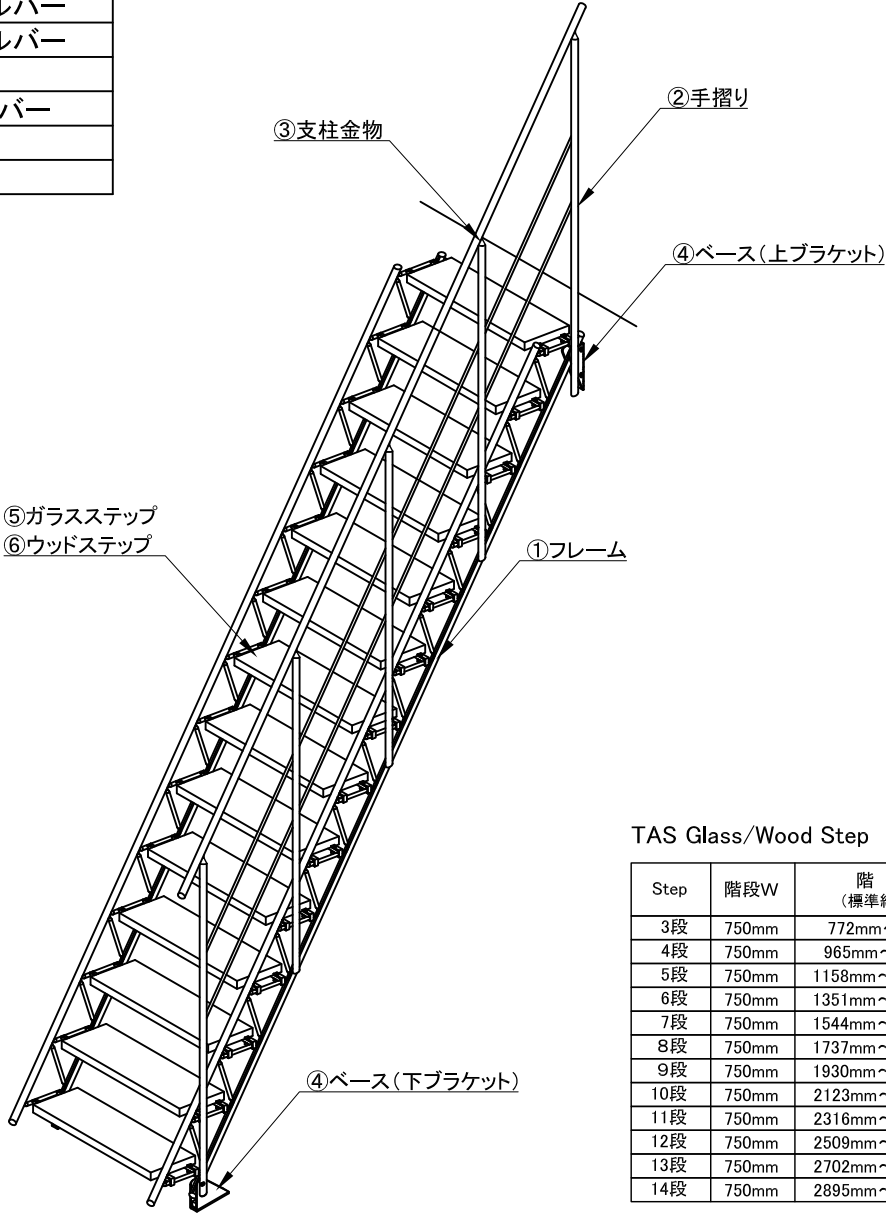 ルバー
ルバー
バー
②手摺り
③支柱金物
④ベース(上ブラケット)
⑤ガラスステップ
⑥ウッドステップ
①フレーム
④ベース(下ブラケット)
TAS Glass/Wood Step
Step 階段W 階
(標準
3段 750mm 772mm~
4段 750mm 965mm~
5段 750mm 1158mm~
6段 750mm 1351mm~
7段 750mm 1544mm~
8段 750mm 1737mm~
9段 750mm 1930mm~
10段 750mm 2123mm~
11段 750mm 2316mm~
12段 750mm 2509mm~
13段 750mm 2702mm~
14段 750mm 2895mm~